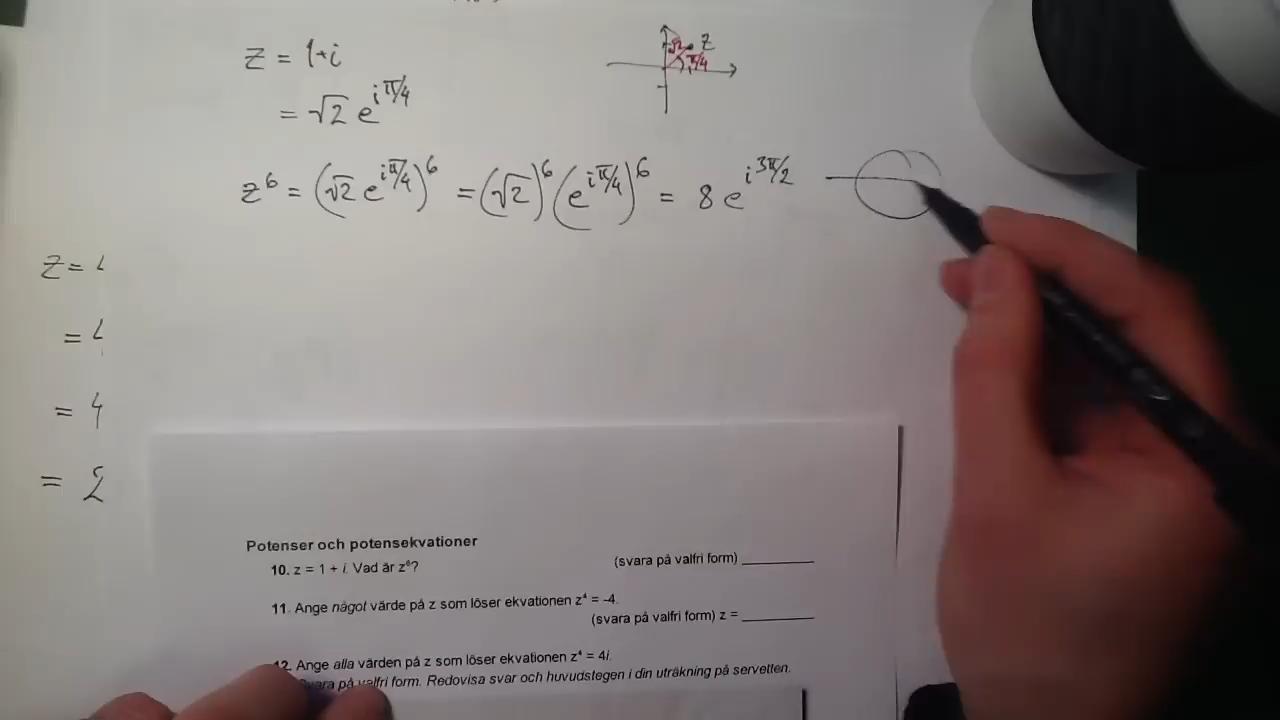 z = 1+i
√2 z π/4
= √2 e^{iπ/4}
z⁶ = (√2 e^{iπ/4})⁶ = (√2)⁶ (e^{iπ/4})⁶ = 8 e^{i3π/2}
z =
=
= 4
= 2
Potenser och potensekvationer
10. z = 1 + i. Vad är z⁶? (svara på valfri form)
11. Ange något värde på z som löser ekvationen z⁴ = -4.
(svara på valfri form) z =
12. Ange alla värden på z som löser ekvationen z⁴ = 4i.
Svara på valfri form. Redovisa svar och huvudstegen i din uträkning på servetten.